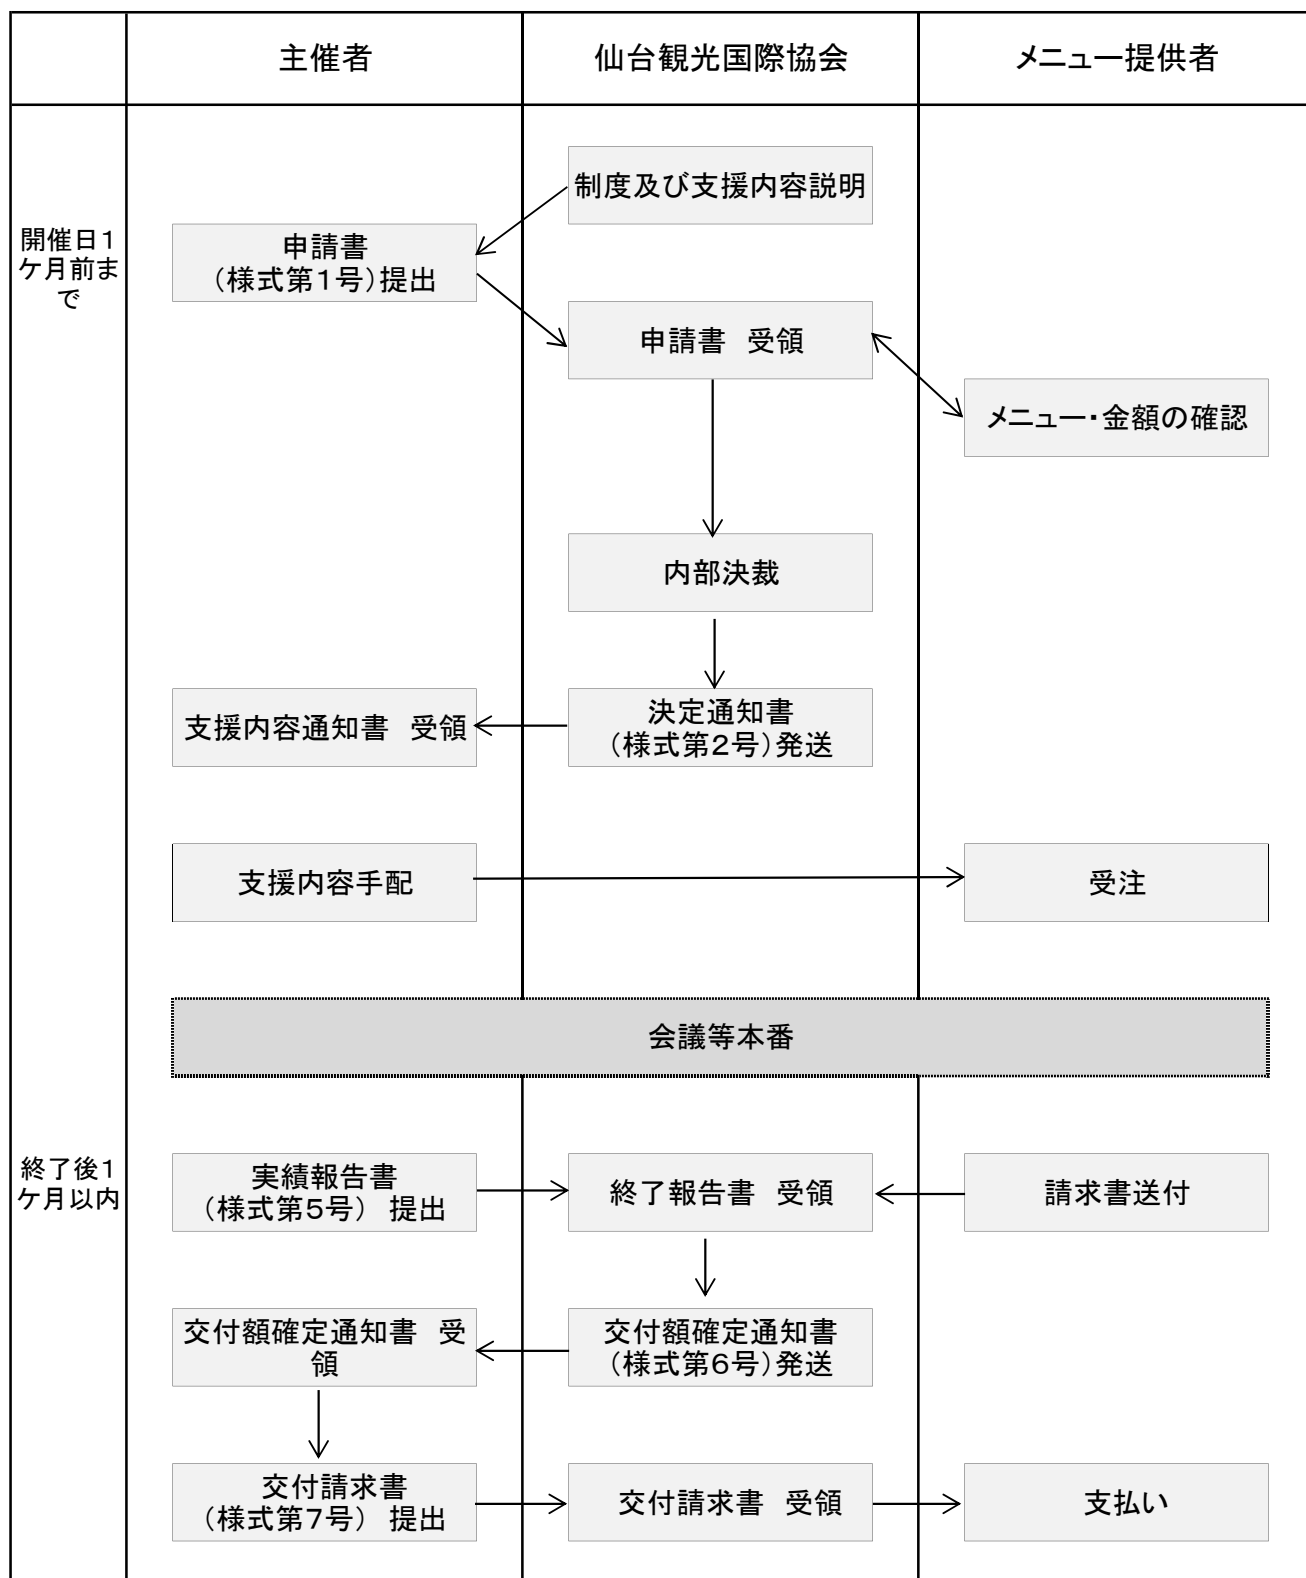 主催者
仙台観光国際協会
メニュー提供者
開催日1
ケ月前ま
で
制度及び支援内容説明
申請書
（様式第1号）提出
申請書　受領
メニュー・金額の確認
内部決裁
支援内容通知書　受領
決定通知書
（様式第2号）発送
支援内容手配
受注
会議等本番
終了後1
ケ月以内
実績報告書
（様式第5号）　提出
終了報告書　受領
請求書送付
交付額確定通知書　受
領
交付額確定通知書
（様式第6号）発送
交付請求書
（様式第7号）　提出
交付請求書　受領
支払い